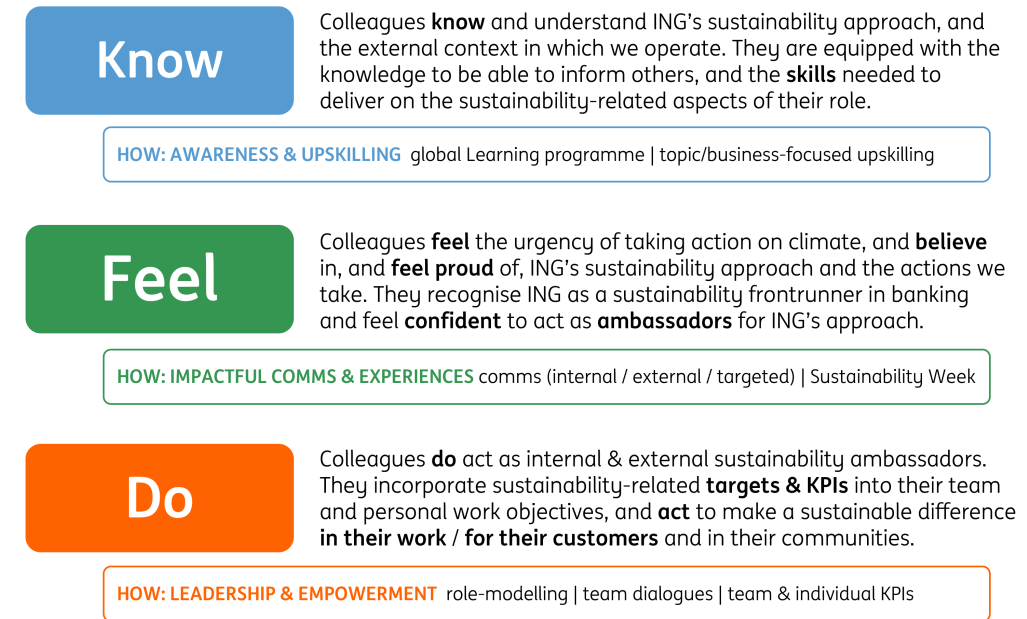 Know
Colleagues know and understand ING's sustainability approach, and
the external context in which we operate. They are equipped with the
knowledge to be able to inform others, and the skills needed to
deliver on the sustainability-related aspects of their role.
HOW: AWARENESS & UPSKILLING global Learning programme | topic/business-focused upskilling
Feel
Colleagues feel the urgency of taking action on climate, and believe
in, and feel proud of, ING's sustainability approach and the actions we
take. They recognise ING as a sustainability frontrunner in banking
and feel confident to act as ambassadors for ING's approach.
HOW: IMPACTFUL COMMS & EXPERIENCES comms (internal / external / targeted) | Sustainability Week
Do
Colleagues do act as internal & external sustainability ambassadors.
They incorporate sustainability-related targets & KPIs into their team
and personal work objectives, and act to make a sustainable difference
in their work / for their customers and in their communities.
HOW: LEADERSHIP & EMPOWERMENT role-modelling | team dialogues | team & individual KPIs